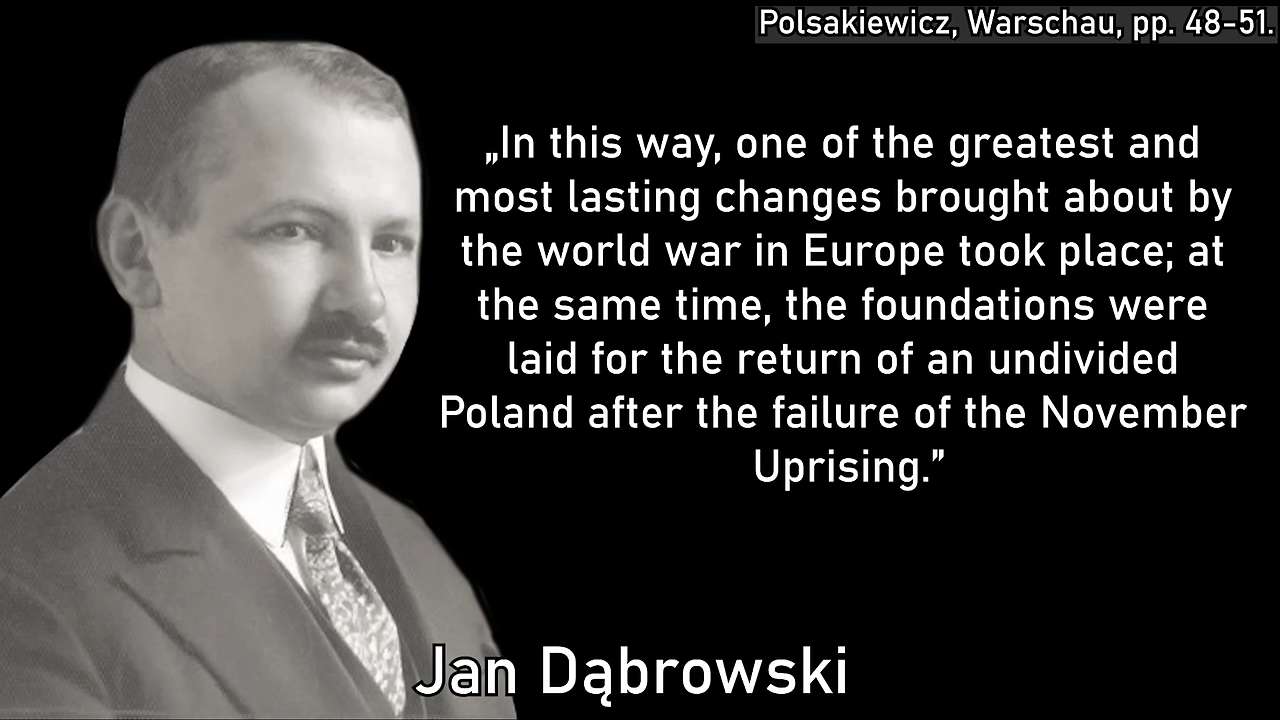 Polsakiewicz, Warschau, pp. 48-51.
„In this way, one of the greatest and
most lasting changes brought about by
the world war in Europe took place; at
the same time, the foundations were
laid for the return of an undivided
Poland after the failure of the November
Uprising.”
Jan Dąbrowski